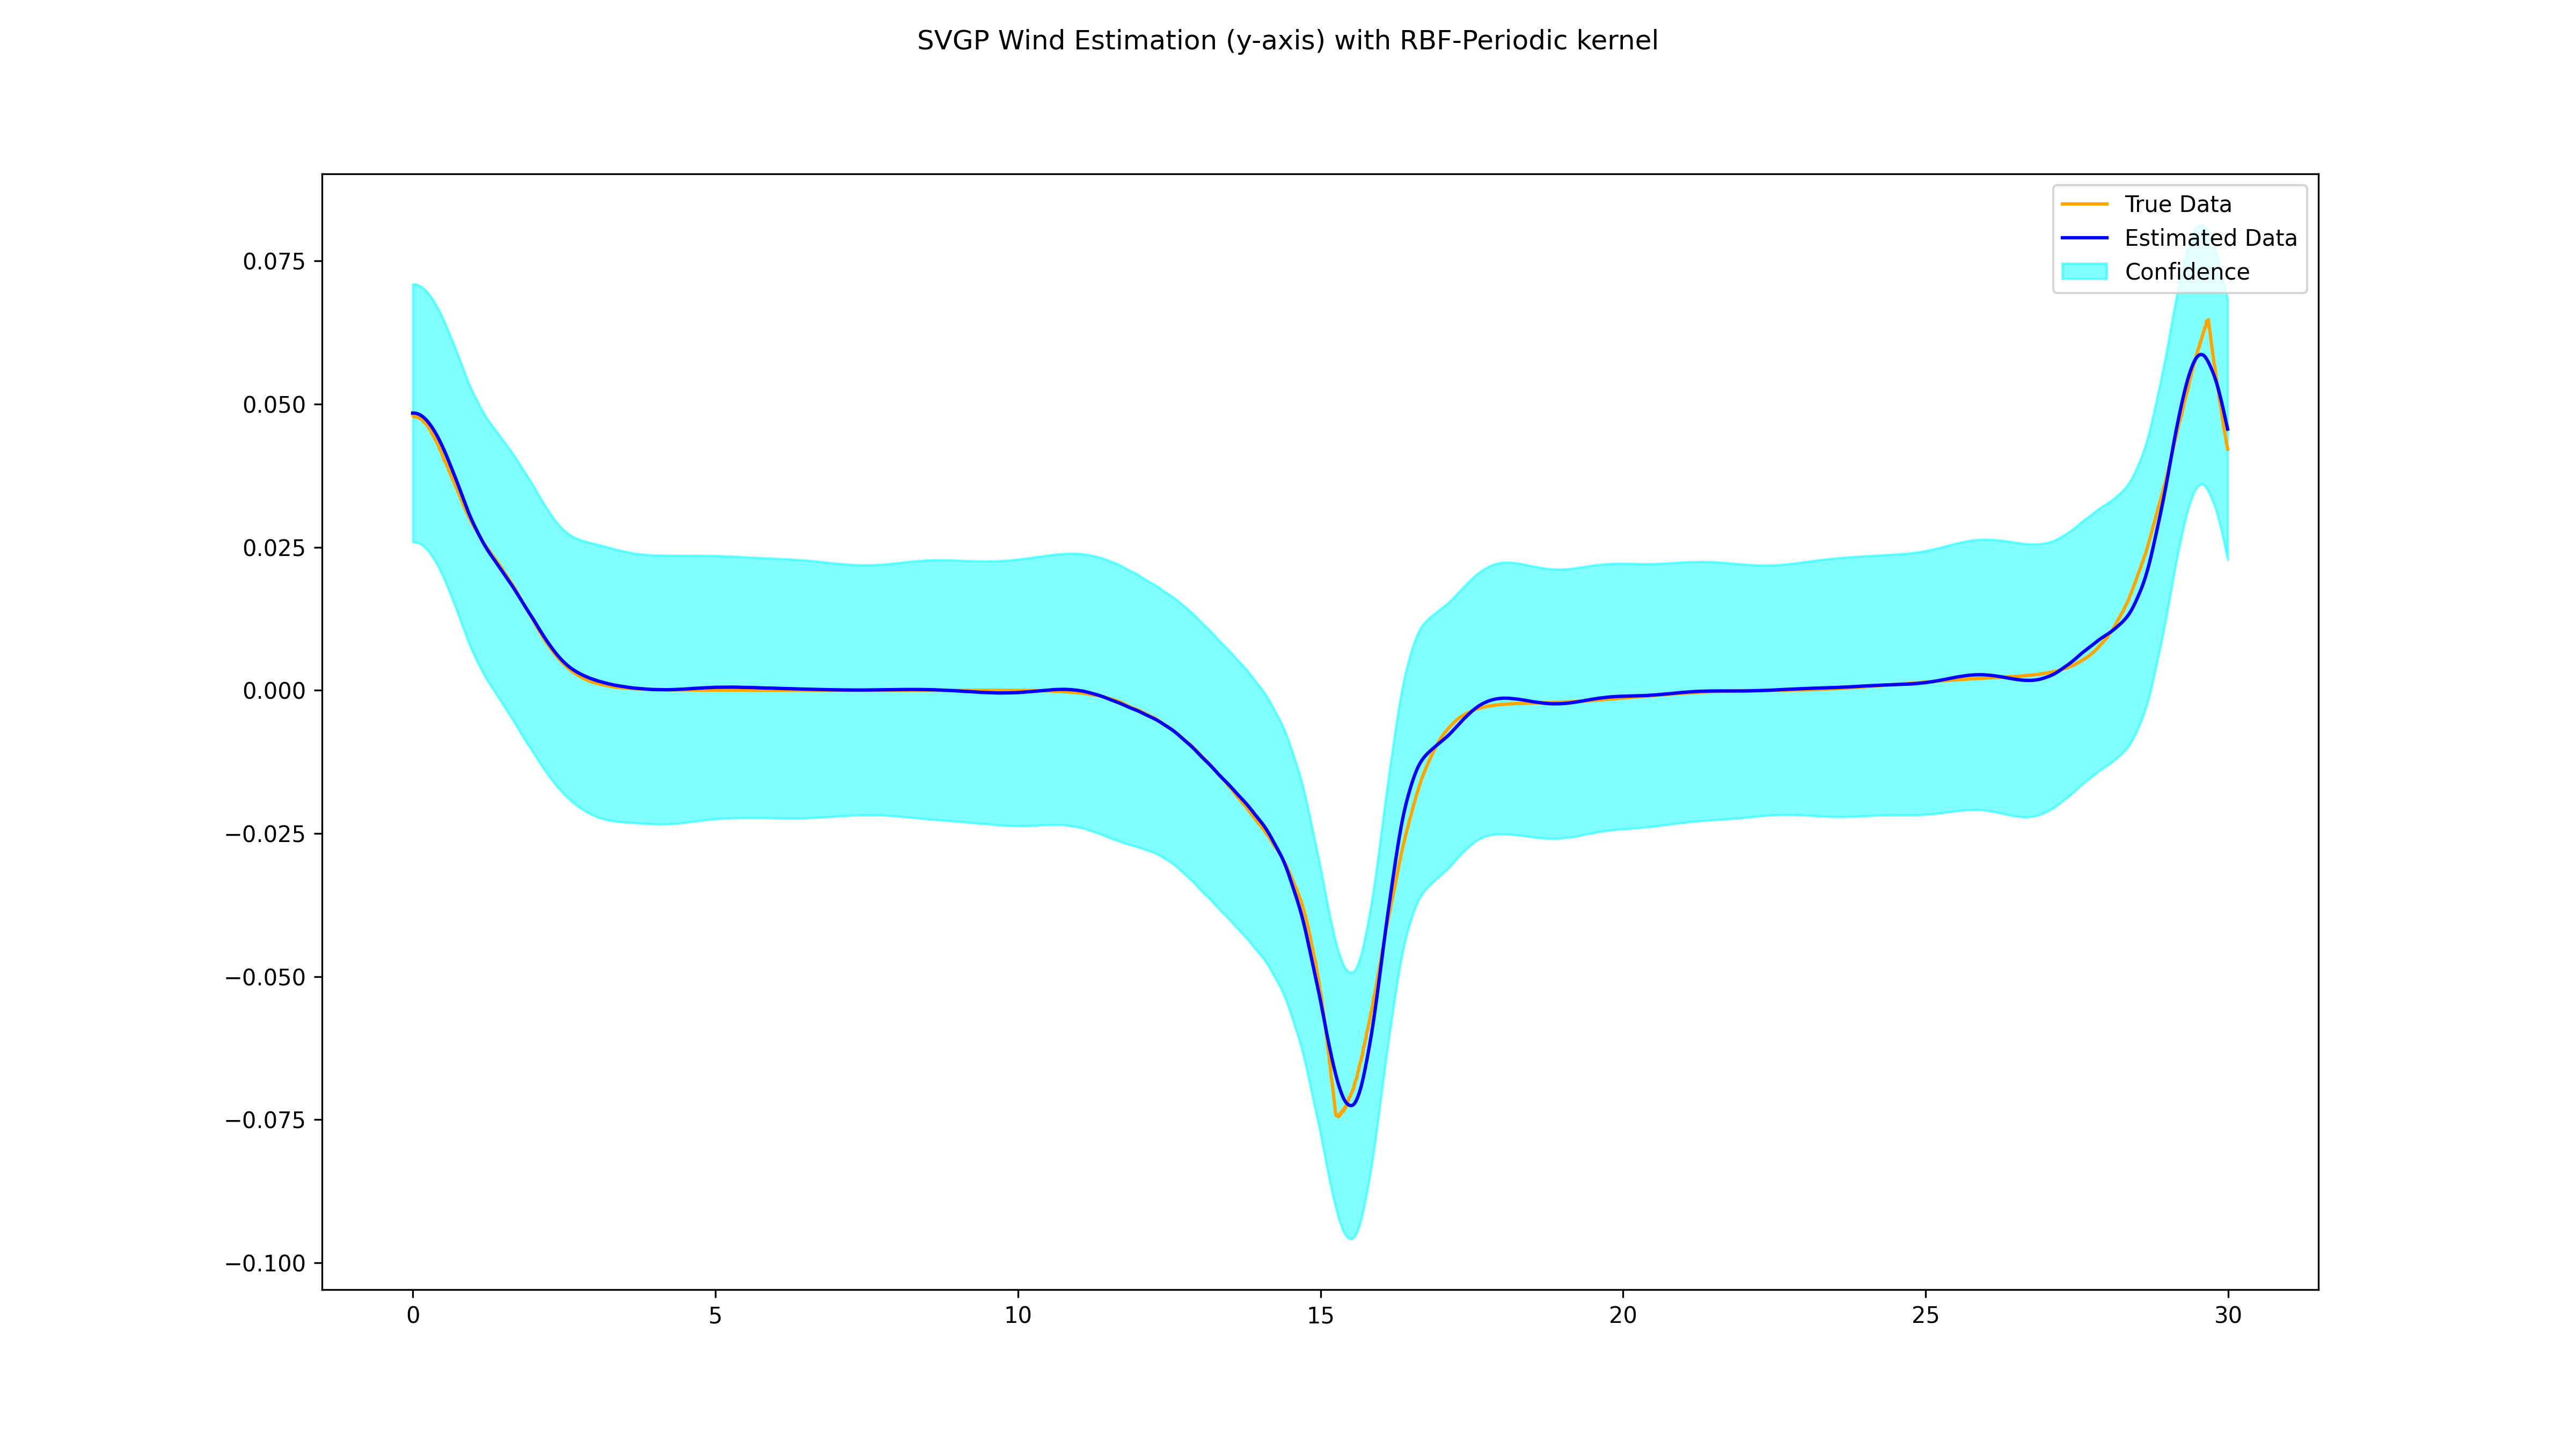 SVGP Wind Estimation (y-axis) with RBF-Periodic kernel
True Data
Estimated Data
Confidence
0.075
0.050
0.025
0.000
−0.025
−0.050
−0.075
−0.100
0 5 10 15 20 25 30